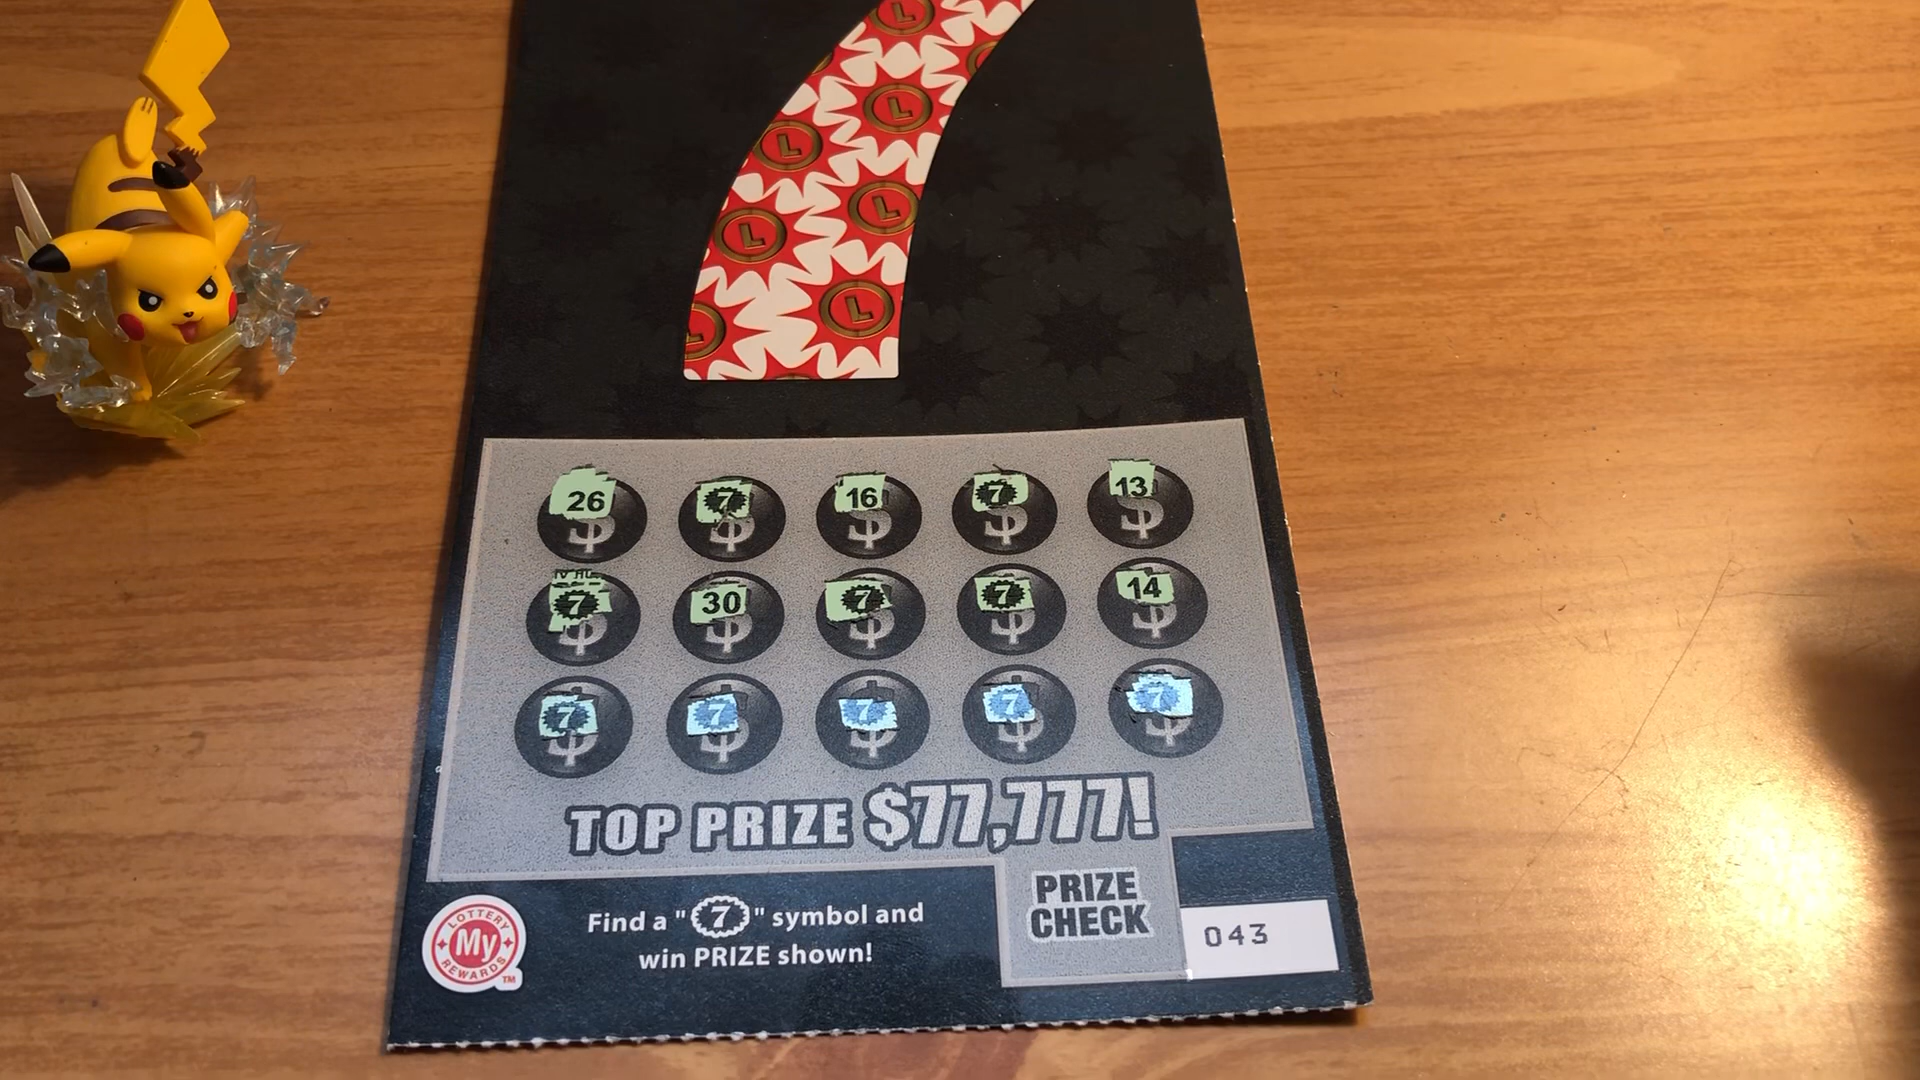 L
L
L
L
L
L
26 7 16 7 13
7 30 7 7 14
7 7 7 7 7
TOP PRIZE $77,777!
PRIZE
CHECK
043
LOTTERY
My
REWARDS™
Find a "7" symbol and
win PRIZE shown!